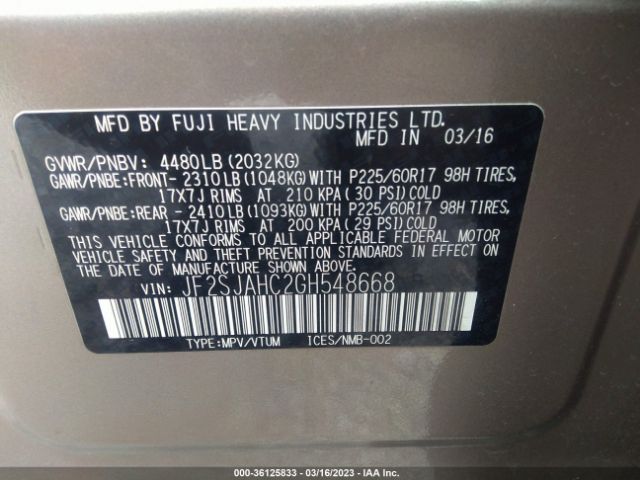 MFD BY FUJI HEAVY INDUSTRIES LTD.
MFD IN 03/16
GVWR/PNBV: 4480LB(2032KG)
GAWR/PNBE:FRONT- 2310LB(1048KG)WITH P225/60R17 98H TIRES,
17X7J RIMS AT 210 KPA( 30 PSI)COLD
GAWR/PNBE:REAR - 2410LB(1093KG)WITH P225/60R17 98H TIRES,
17X7J RIMS AT 200 KPA( 29 PSI)COLD
THIS VEHICLE CONFORMS TO ALL APPLICABLE FEDERAL MOTOR
VEHICLE SAFETY AND THEFT PREVENTION STANDARDS IN EFFECT ON
THE DATE OF MANUFACTURE SHOWN ABOVE.
VIN: JF2SJAHC2GH548668
TYPE:MPV/VTUM ICES/NMB-002
000-36125833 - 03/16/2023 - IAA Inc.